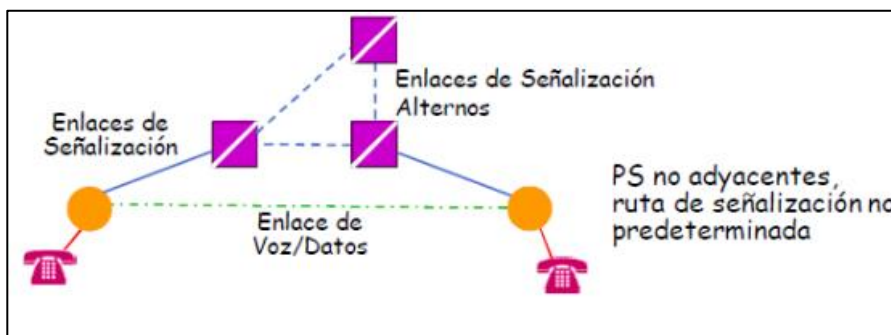 Enlaces de Señalización
Alternos
Enlaces de
Señalización
PS no adyacentes,
ruta de señalización no
predeterminada
Enlace de
Voz/Datos